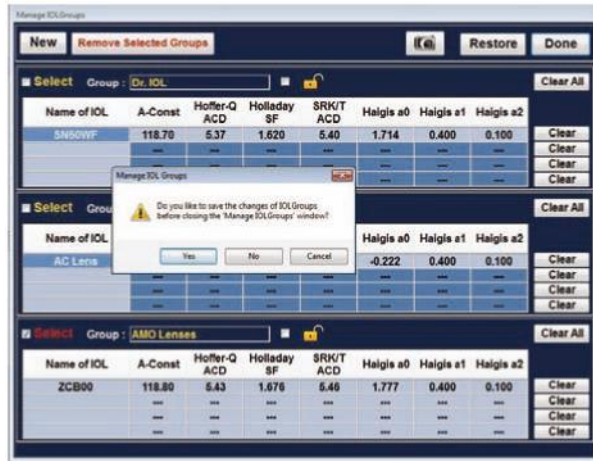 Manage IOLGroups
New Remove Selected Groups Restore Done
Select Group : Dr. IOL Clear All
Name of IOL A-Const Hoffer-Q ACD Holladay SF SRK/T ACD Haigis a0 Haigis a1 Haigis a2
SN60WF 118.70 5.37 1.620 5.40 1.714 0.400 0.100 Clear
--- --- --- --- --- --- --- Clear
--- --- --- --- --- --- --- Clear
--- --- --- --- --- --- --- Clear
Manage IOL Groups
Do you like to save the changes of IOLGroups
before closing the 'Manage IOLGroups' window?
Yes No Cancel
Select Grou Clear All
Name of IOL Haigis a0 Haigis a1 Haigis a2
AC Lens -0.222 0.400 0.100 Clear
--- --- --- --- --- --- --- Clear
--- --- --- --- --- --- --- Clear
--- --- --- --- --- --- --- Clear
Select Group : AMO Lenses Clear All
Name of IOL A-Const Hoffer-Q ACD Holladay SF SRK/T ACD Haigis a0 Haigis a1 Haigis a2
ZCB00 118.80 5.43 1.676 5.46 1.777 0.400 0.100 Clear
--- --- --- --- --- --- --- Clear
--- --- --- --- --- --- --- Clear
--- --- --- --- --- --- --- Clear